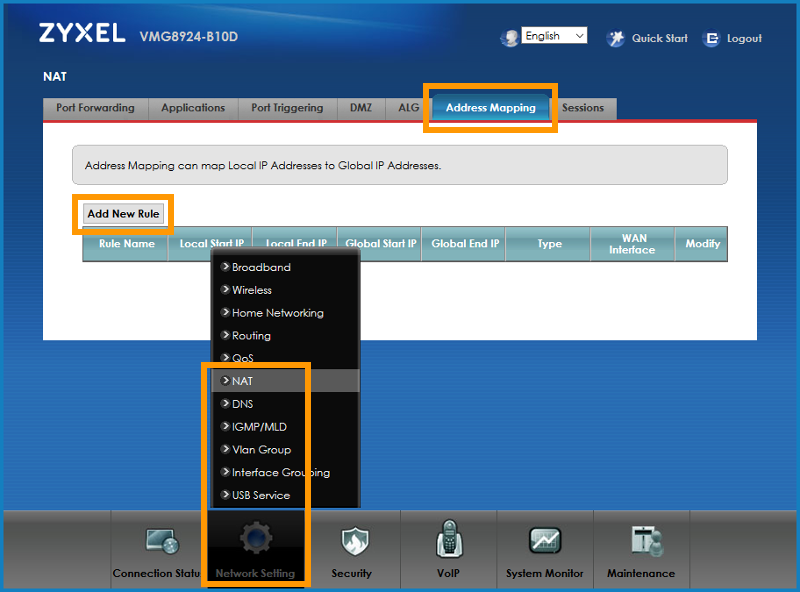 ZYXEL VMG8924-B10D English Quick Start Logout
NAT
Port Forwarding Applications Port Triggering DMZ ALG Address Mapping Sessions
Address Mapping can map Local IP Addresses to Global IP Addresses.
Add New Rule
Rule Name Local Start IP Local End IP Global Start IP Global End IP Type WAN Interface Modify
Broadband
Wireless
Home Networking
Routing
QoS
NAT
DNS
IGMP/MLD
Vlan Group
Interface Grouping
USB Service
Connection Statu Network Setting Security VoIP System Monitor Maintenance